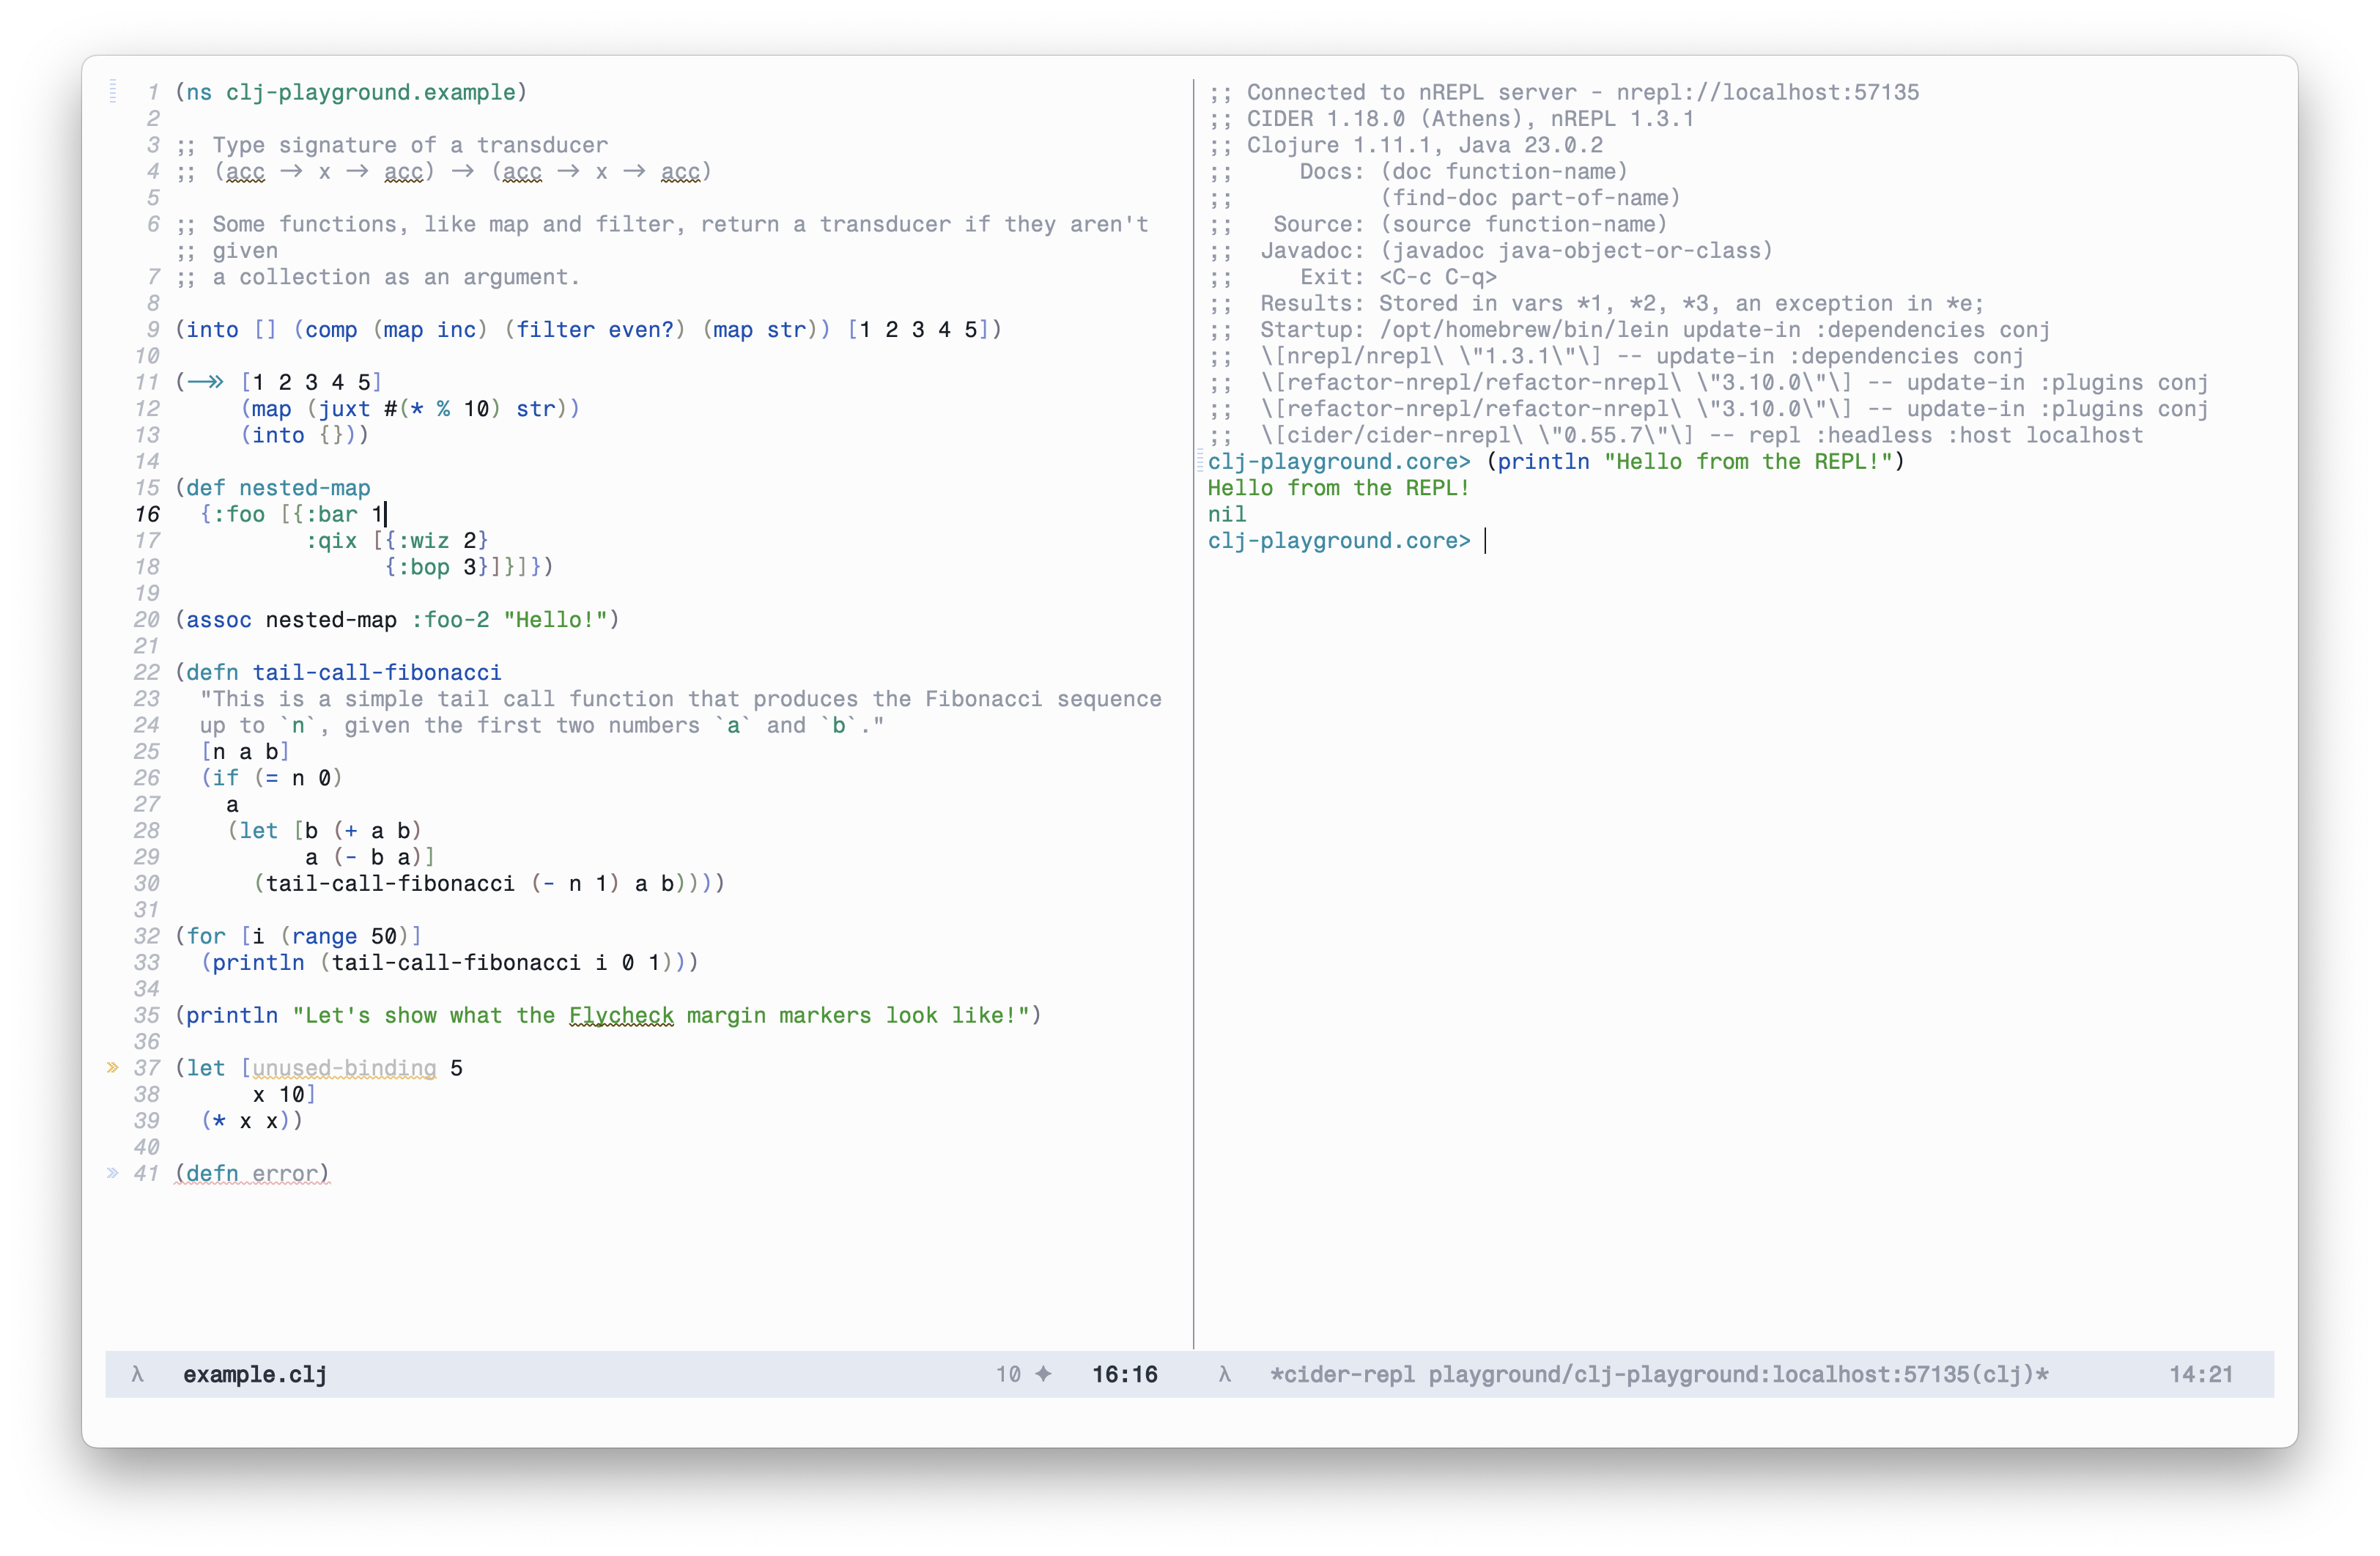 1 (ns clj-playground.example)
2
3 ;; Type signature of a transducer
4 ;; (acc → x → acc) → (acc → x → acc)
5
6 ;; Some functions, like map and filter, return a transducer if they aren't
;; given
7 ;; a collection as an argument.
8
9 (into [] (comp (map inc) (filter even?) (map str)) [1 2 3 4 5])
10
11 (->> [1 2 3 4 5]
12      (map (juxt #(* % 10) str))
13      (into {}))
14
15 (def nested-map
16   {:foo [{:bar 1
17           :qix [{:wiz 2}
18                 {:bop 3}]}]})
19
20 (assoc nested-map :foo-2 "Hello!")
21
22 (defn tail-call-fibonacci
23   "This is a simple tail call function that produces the Fibonacci sequence
24   up to `n`, given the first two numbers `a` and `b`."
25   [n a b]
26   (if (= n 0)
27     a
28     (let [b (+ a b)
29           a (- b a)]
30       (tail-call-fibonacci (- n 1) a b))))
31
32 (for [i (range 50)]
33   (println (tail-call-fibonacci i 0 1)))
34
35 (println "Let's show what the Flycheck margin markers look like!")
36
» 37 (let [unused-binding 5
38       x 10]
39   (* x x))
40
» 41 (defn error)
λ example.clj 10 ✦ 16:16
;; Connected to nREPL server - nrepl://localhost:57135
;; CIDER 1.18.0 (Athens), nREPL 1.3.1
;; Clojure 1.11.1, Java 23.0.2
;;     Docs: (doc function-name)
;;           (find-doc part-of-name)
;;   Source: (source function-name)
;;  Javadoc: (javadoc java-object-or-class)
;;     Exit: <C-c C-q>
;;  Results: Stored in vars *1, *2, *3, an exception in *e;
;;  Startup: /opt/homebrew/bin/lein update-in :dependencies conj
;;  \[nrepl/nrepl\ \"1.3.1\"\] -- update-in :dependencies conj
;;  \[refactor-nrepl/refactor-nrepl\ \"3.10.0\"\] -- update-in :plugins conj
;;  \[refactor-nrepl/refactor-nrepl\ \"3.10.0\"\] -- update-in :plugins conj
;;  \[cider/cider-nrepl\ \"0.55.7\"\] -- repl :headless :host localhost
clj-playground.core> (println "Hello from the REPL!")
Hello from the REPL!
nil
clj-playground.core>
λ *cider-repl playground/clj-playground:localhost:57135(clj)* 14:21